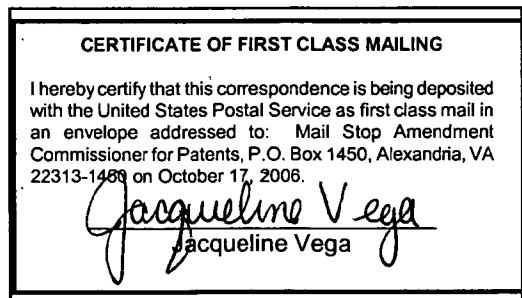 CERTIFICATE OF FIRST CLASS MAILING
I hereby certify that this correspondence is being deposited
with the United States Postal Service as first class mail in
an envelope addressed to: Mail Stop Amendment
Commissioner for Patents, P.O. Box 1450, Alexandria, VA
22313-1450 on October 17, 2006.
Jacqueline Vega
Jacqueline Vega